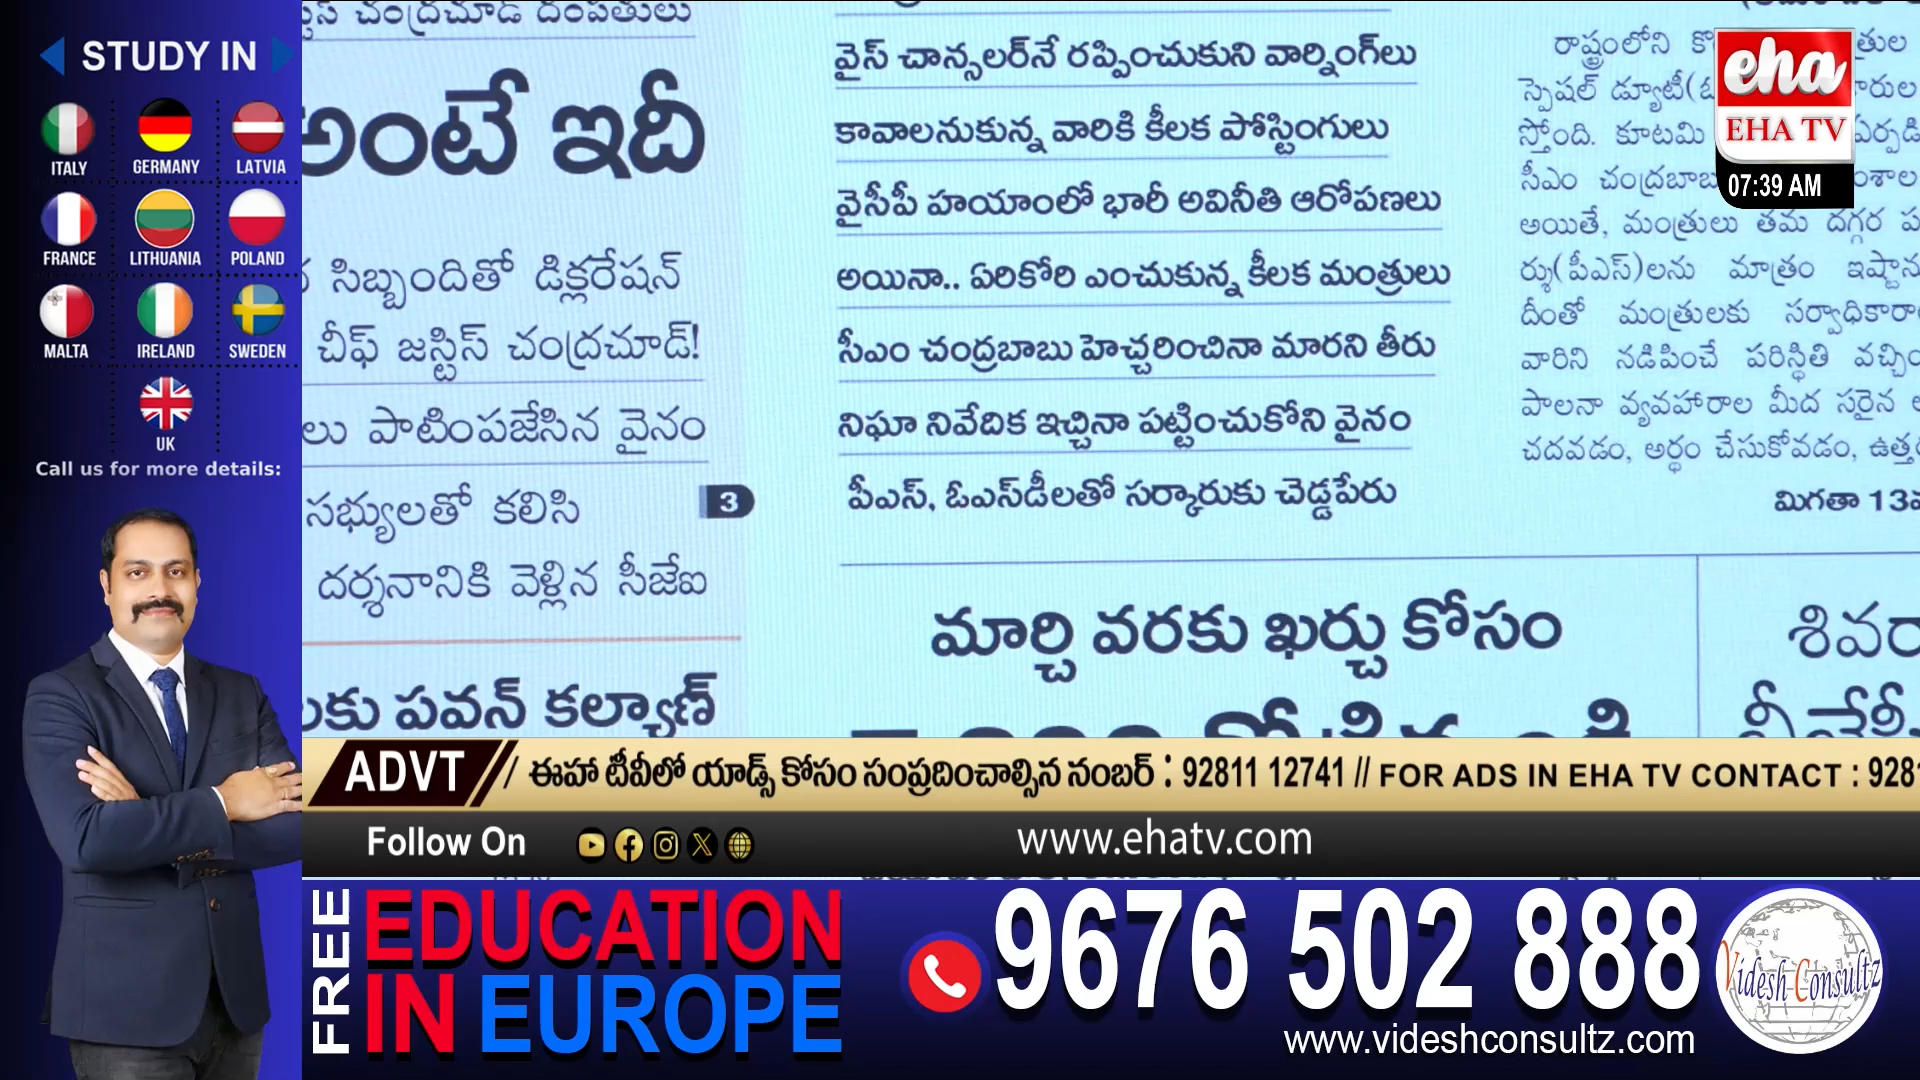 STUDY IN
ITALY
GERMANY
LATVIA
FRANCE
LITHUANIA
POLAND
MALTA
IRELAND
SWEDEN
UK
Call us for more details:
చంద్రచూడ్ దంపతులు
అంటే ఇదీ
సిబ్బందితో డిక్లరేషన్
చీఫ్ జస్టిస్ చంద్రచూడ్!
లు పాటింపజేసిన వైనం
సభ్యులతో కలిసి
3
దర్శనానికి వెళ్లిన సీజేఐ
పవన్ కల్యాణ్
వైస్ చాన్సలర్‌నే రప్పించుకుని వార్నింగ్‌లు
కావాలనుకున్న వారికి కీలక పోస్టింగులు
వైసీపీ హయాంలో భారీ అవినీతి ఆరోపణలు
అయినా.. ఏరికోరి ఎంచుకున్న కీలక మంత్రులు
సీఎం చంద్రబాబు హెచ్చరించినా మారని తీరు
నిఘా నివేదిక ఇచ్చినా పట్టించుకోని వైనం
పీఎస్, ఓఎస్‌డీలతో సర్కారుకు చెడ్డపేరు
మార్చి వరకు ఖర్చు కోసం
రాష్ట్రంలోని
స్పెషల్ డ్యూటీ
స్తోంది. కూటమి
సీఎం
అయితే, మంత్రులు తమ దగ్గర
ర్శు(పీఎస్)లను మాత్రం
దీంతో మంత్రులకు
వారిని నడిపించే పరిస్థితి
పాలనా వ్యవహారాల మీద సరైన
చదవడం, అర్థం చేసుకోవడం,
మిగతా 13
eha
EHA TV
07:39 AM
ADVT
/ ఈహా టీవీలో యాడ్స్ కోసం సంప్రదించాల్సిన నంబర్ : 92811 12741 // FOR ADS IN EHA TV CONTACT : 928
Follow On
www.ehatv.com
FREE
EDUCATION
IN EUROPE
9676 502 888
www.videshconsultz.com
Videsh Consultz